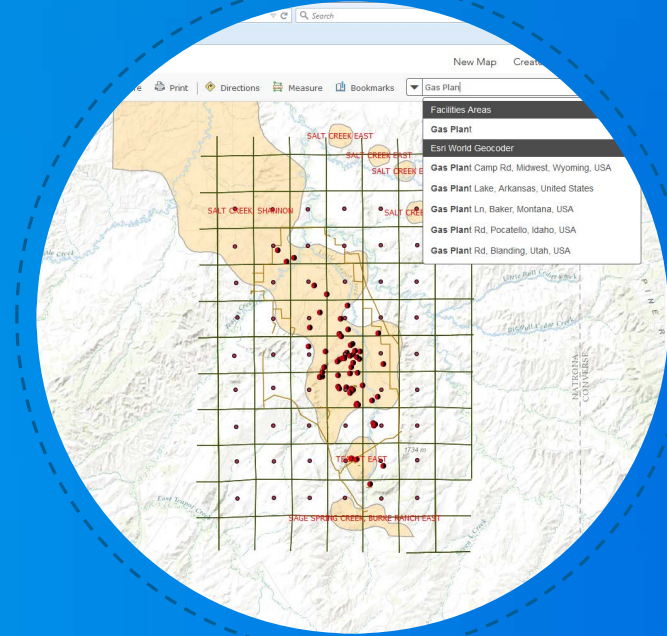 Search
New Map
Print
Directions
Measure
Bookmarks
Gas Plan
Facilities Areas
Gas Plant
Esri World Geocoder
Gas Plant Camp Rd, Midwest, Wyoming, USA
Gas Plant Lake, Arkansas, United States
Gas Plant Ln, Baker, Montana, USA
Gas Plant Rd, Pocatello, Idaho, USA
Gas Plant Rd, Blanding, Utah, USA
SALT CREEK EAST
SALT CREEK EAST
SALT CREEK
SALT CREEK, SHANNON
SALT
NATRONA
CONVERSE
1734 m
EAST
SAGE SPRING CREEK, BURKE RANCH EAST